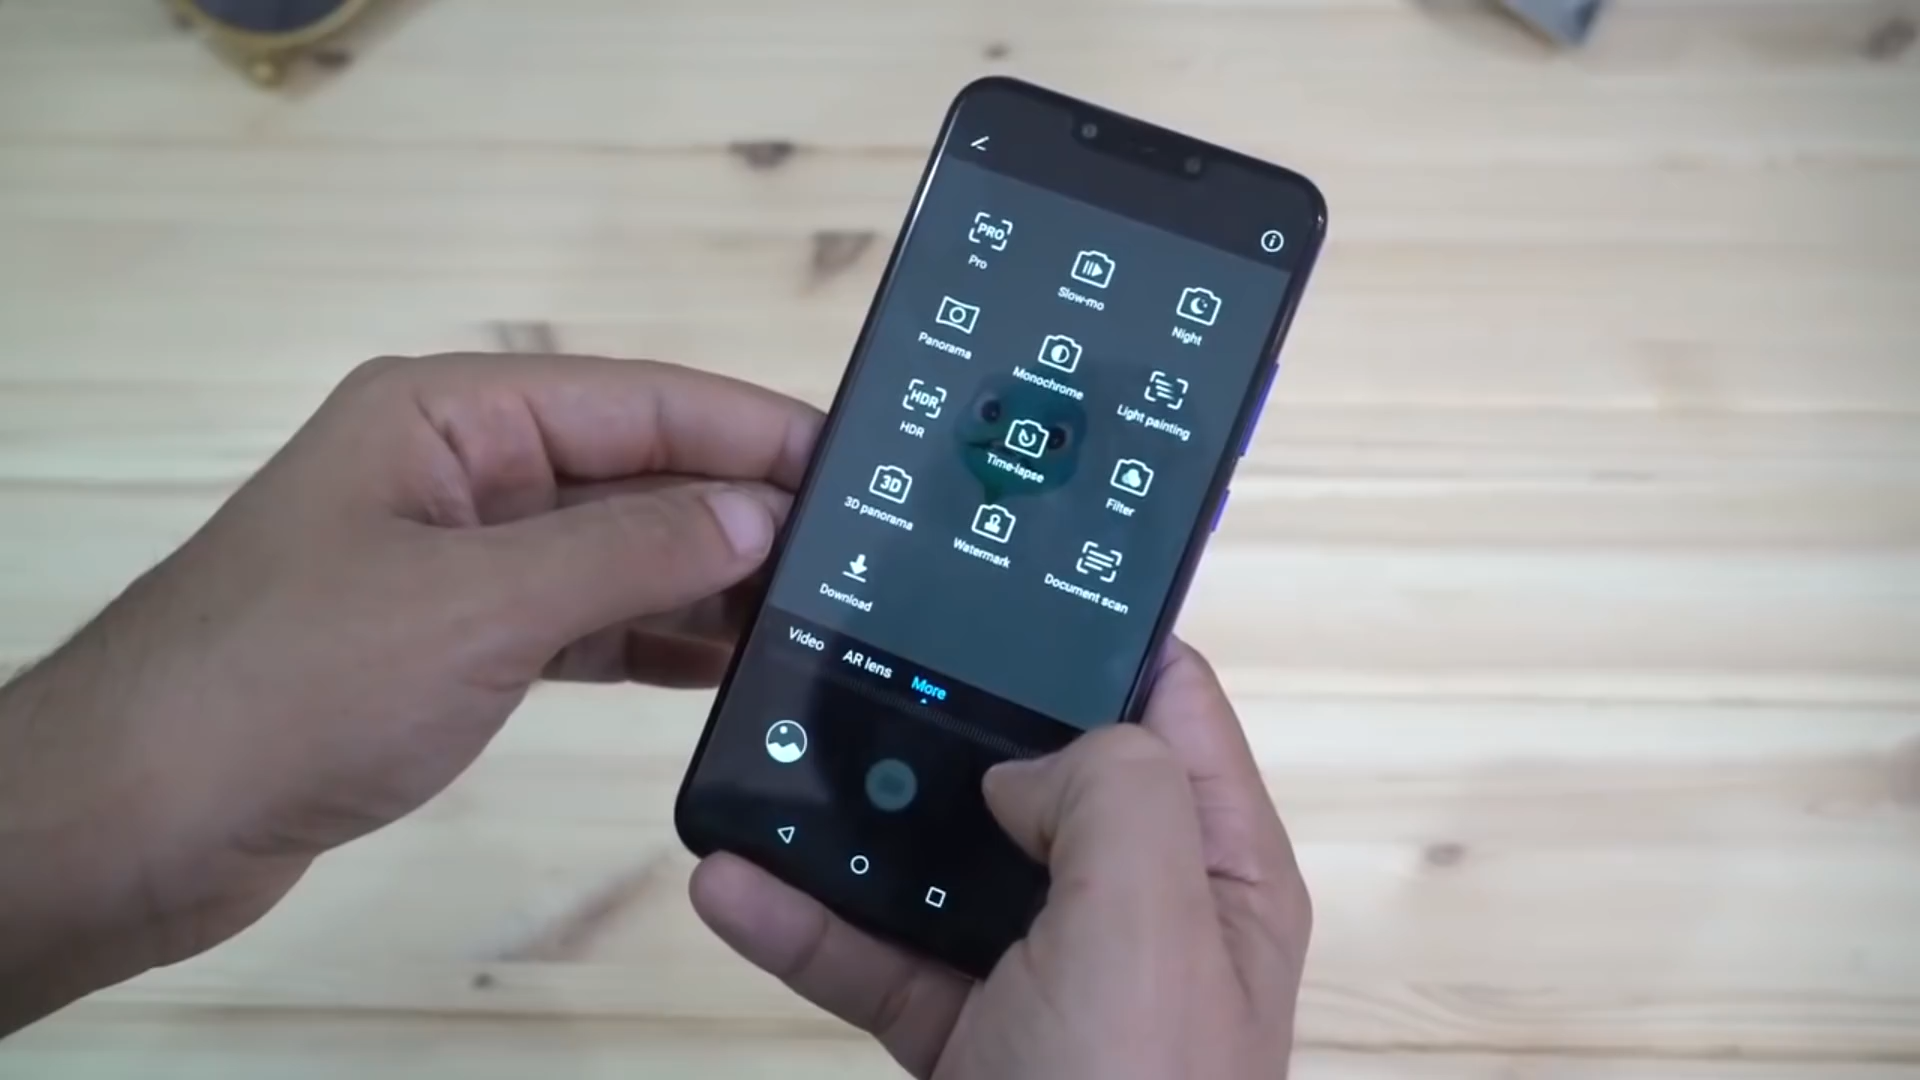 PRO
Pro
Slow-mo
Night
Panorama
Monochrome
Light painting
HDR
HDR
Time-lapse
Filter
3D
3D panorama
Watermark
Document scan
Download
Video
AR lens
More